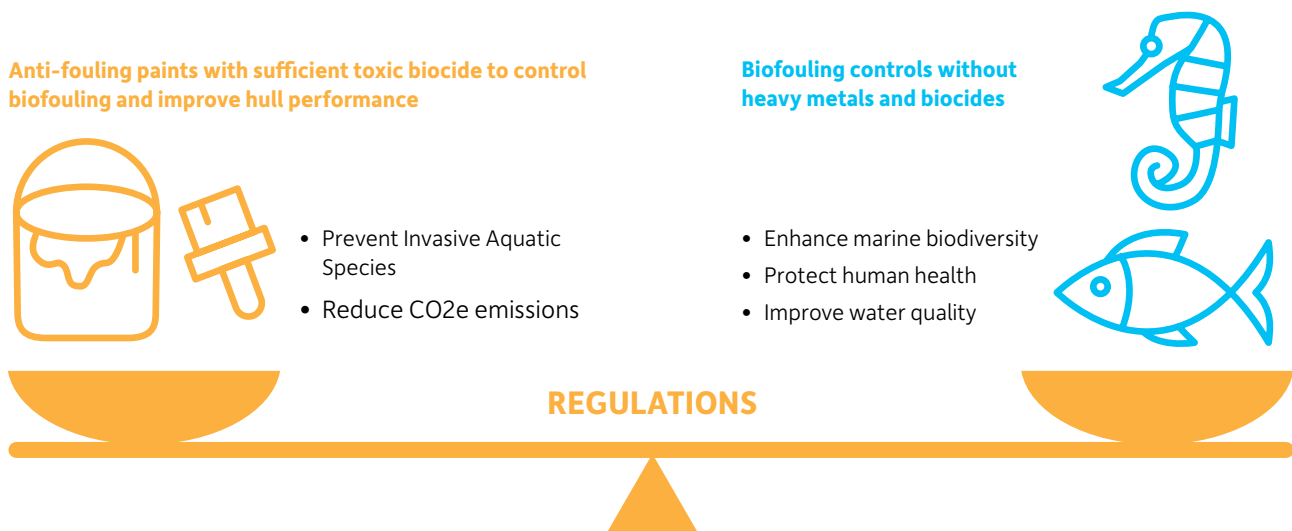 Anti-fouling paints with sufficient toxic biocide to control
biofouling and improve hull performance
• Prevent Invasive Aquatic
Species
• Reduce CO2e emissions
Biofouling controls without
heavy metals and biocides
• Enhance marine biodiversity
• Protect human health
• Improve water quality
REGULATIONS